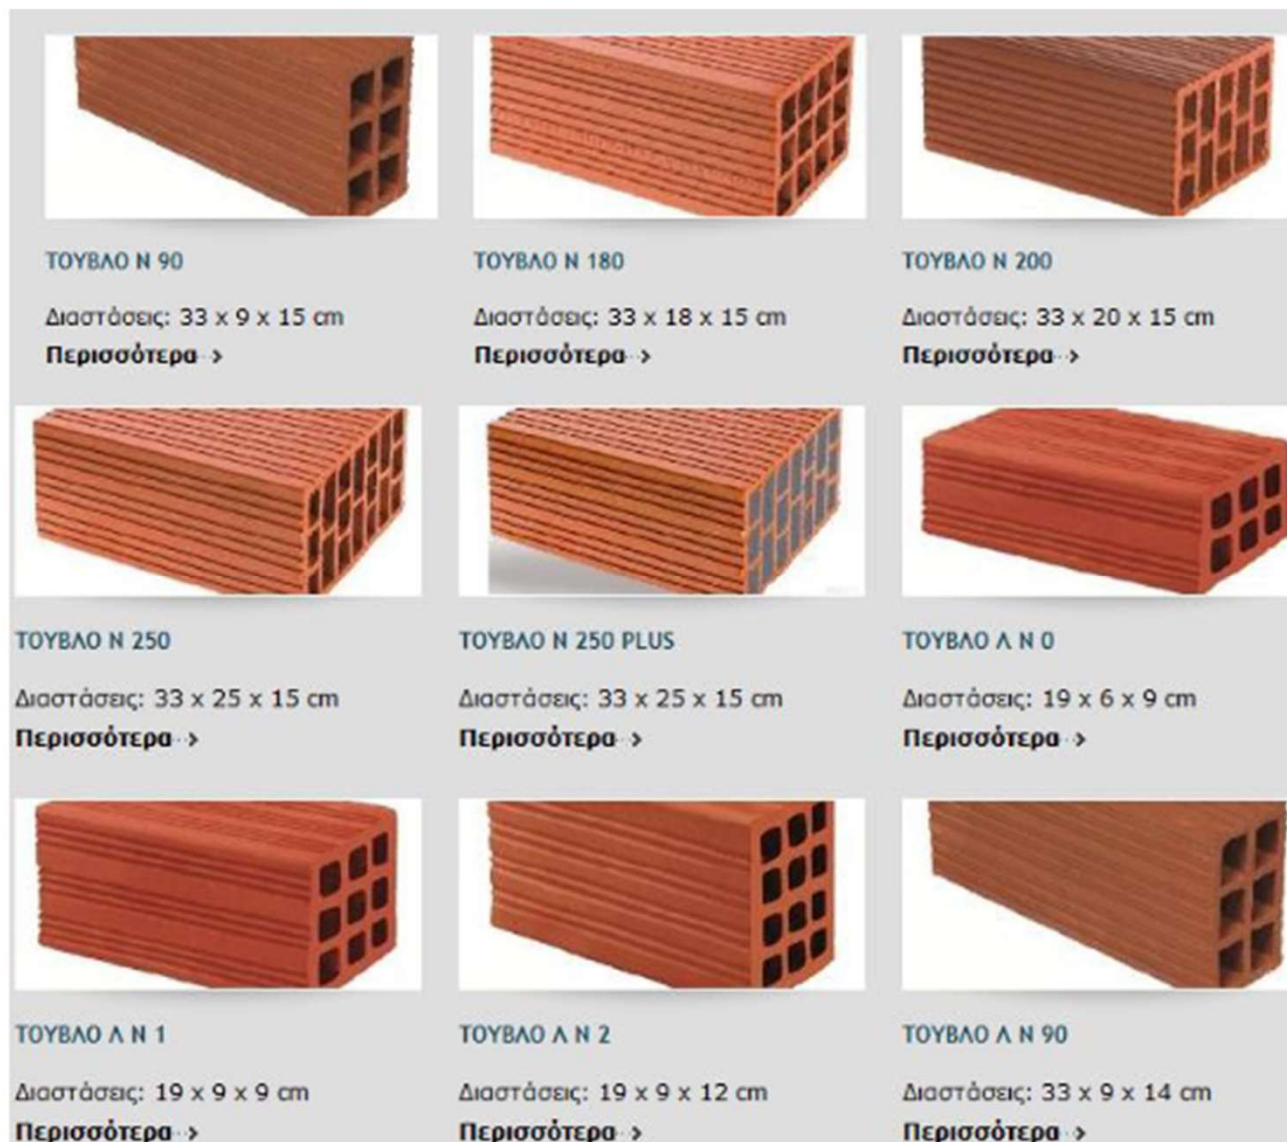 ΤΟΥΒΛΟ Ν 90
Διαστάσεις: 33 x 9 x 15 cm
Περισσότερα
ΤΟΥΒΛΟ Ν 180
Διαστάσεις: 33 x 18 x 15 cm
Περισσότερα
ΤΟΥΒΛΟ Ν 200
Διαστάσεις: 33 x 20 x 15 cm
Περισσότερα
ΤΟΥΒΛΟ Ν 250
Διαστάσεις: 33 x 25 x 15 cm
Περισσότερα
ΤΟΥΒΛΟ Ν 250 PLUS
Διαστάσεις: 33 x 25 x 15 cm
Περισσότερα
ΤΟΥΒΛΟ Λ Ν 0
Διαστάσεις: 19 x 6 x 9 cm
Περισσότερα
ΤΟΥΒΛΟ Λ Ν 1
Διαστάσεις: 19 x 9 x 9 cm
Περισσότερα
ΤΟΥΒΛΟ Λ Ν 2
Διαστάσεις: 19 x 9 x 12 cm
Περισσότερα
ΤΟΥΒΛΟ Λ Ν 90
Διαστάσεις: 33 x 9 x 14 cm
Περισσότερα